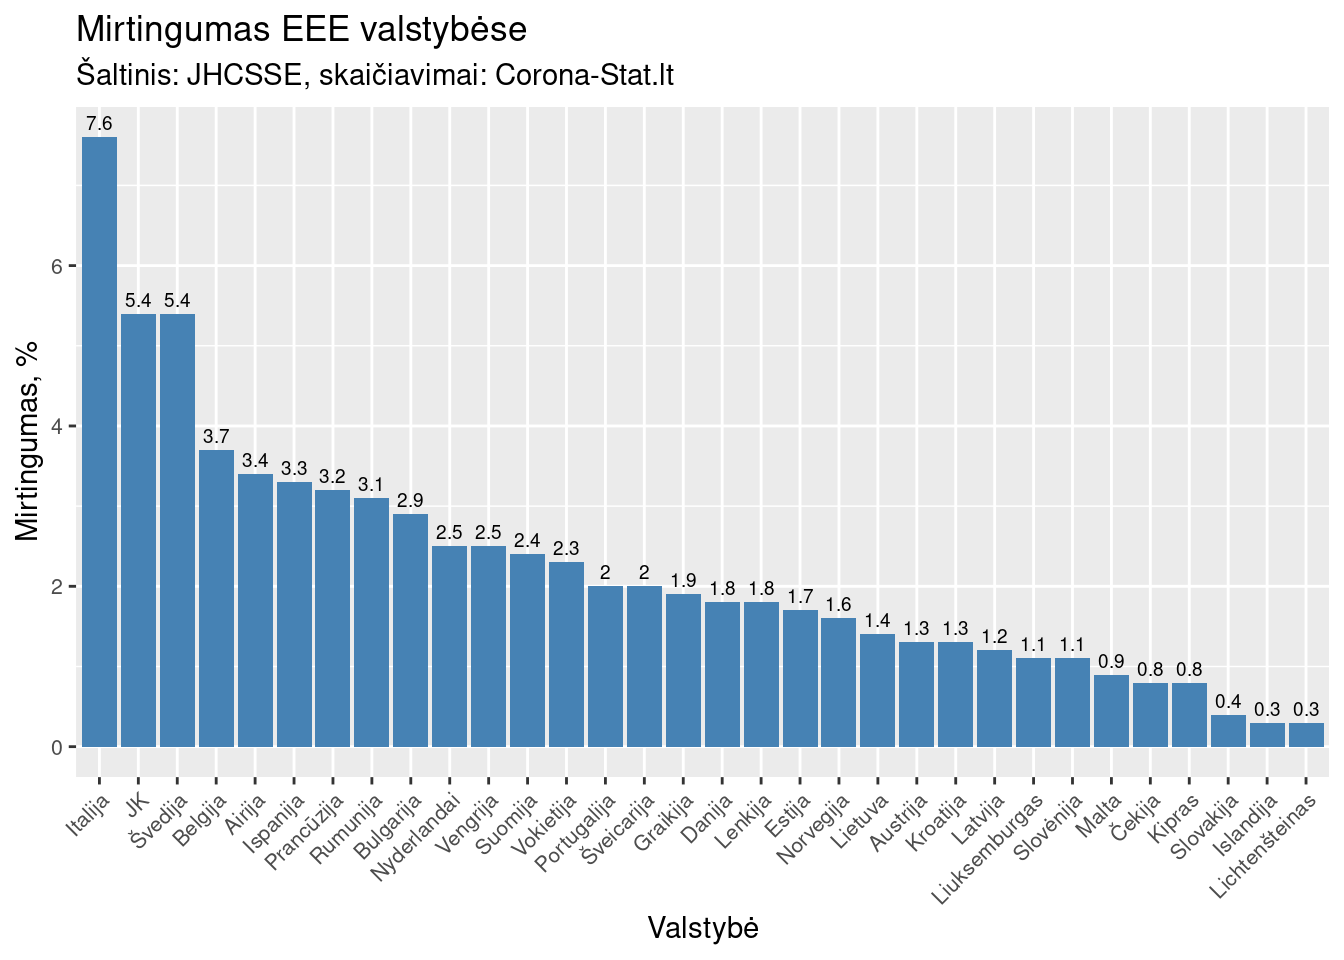 Mirtingumas EEE valstybėse
Šaltinis: JHCSSE, skaičiavimai: Corona-Stat.lt
Mirtingumas, %
6
4
2
0
7.6
5.4
5.4
3.7
3.4
3.3
3.2
3.1
2.9
2.5
2.5
2.4
2.3
2
2
1.9
1.8
1.8
1.7
1.6
1.4
1.3
1.3
1.2
1.1
1.1
0.9
0.8
0.8
0.4
0.3
0.3
Italija
JK
Švedija
Belgija
Airija
Ispanija
Prancūzija
Rumunija
Bulgarija
Nyderlandai
Vengrija
Suomija
Vokietija
Portugalija
Šveicarija
Graikija
Danija
Lenkija
Estija
Norvegija
Lietuva
Austrija
Kroatija
Latvija
Liuksemburgas
Slovėnija
Malta
Čekija
Kipras
Slovakija
Islandija
Lichtenšteinas
Valstybė